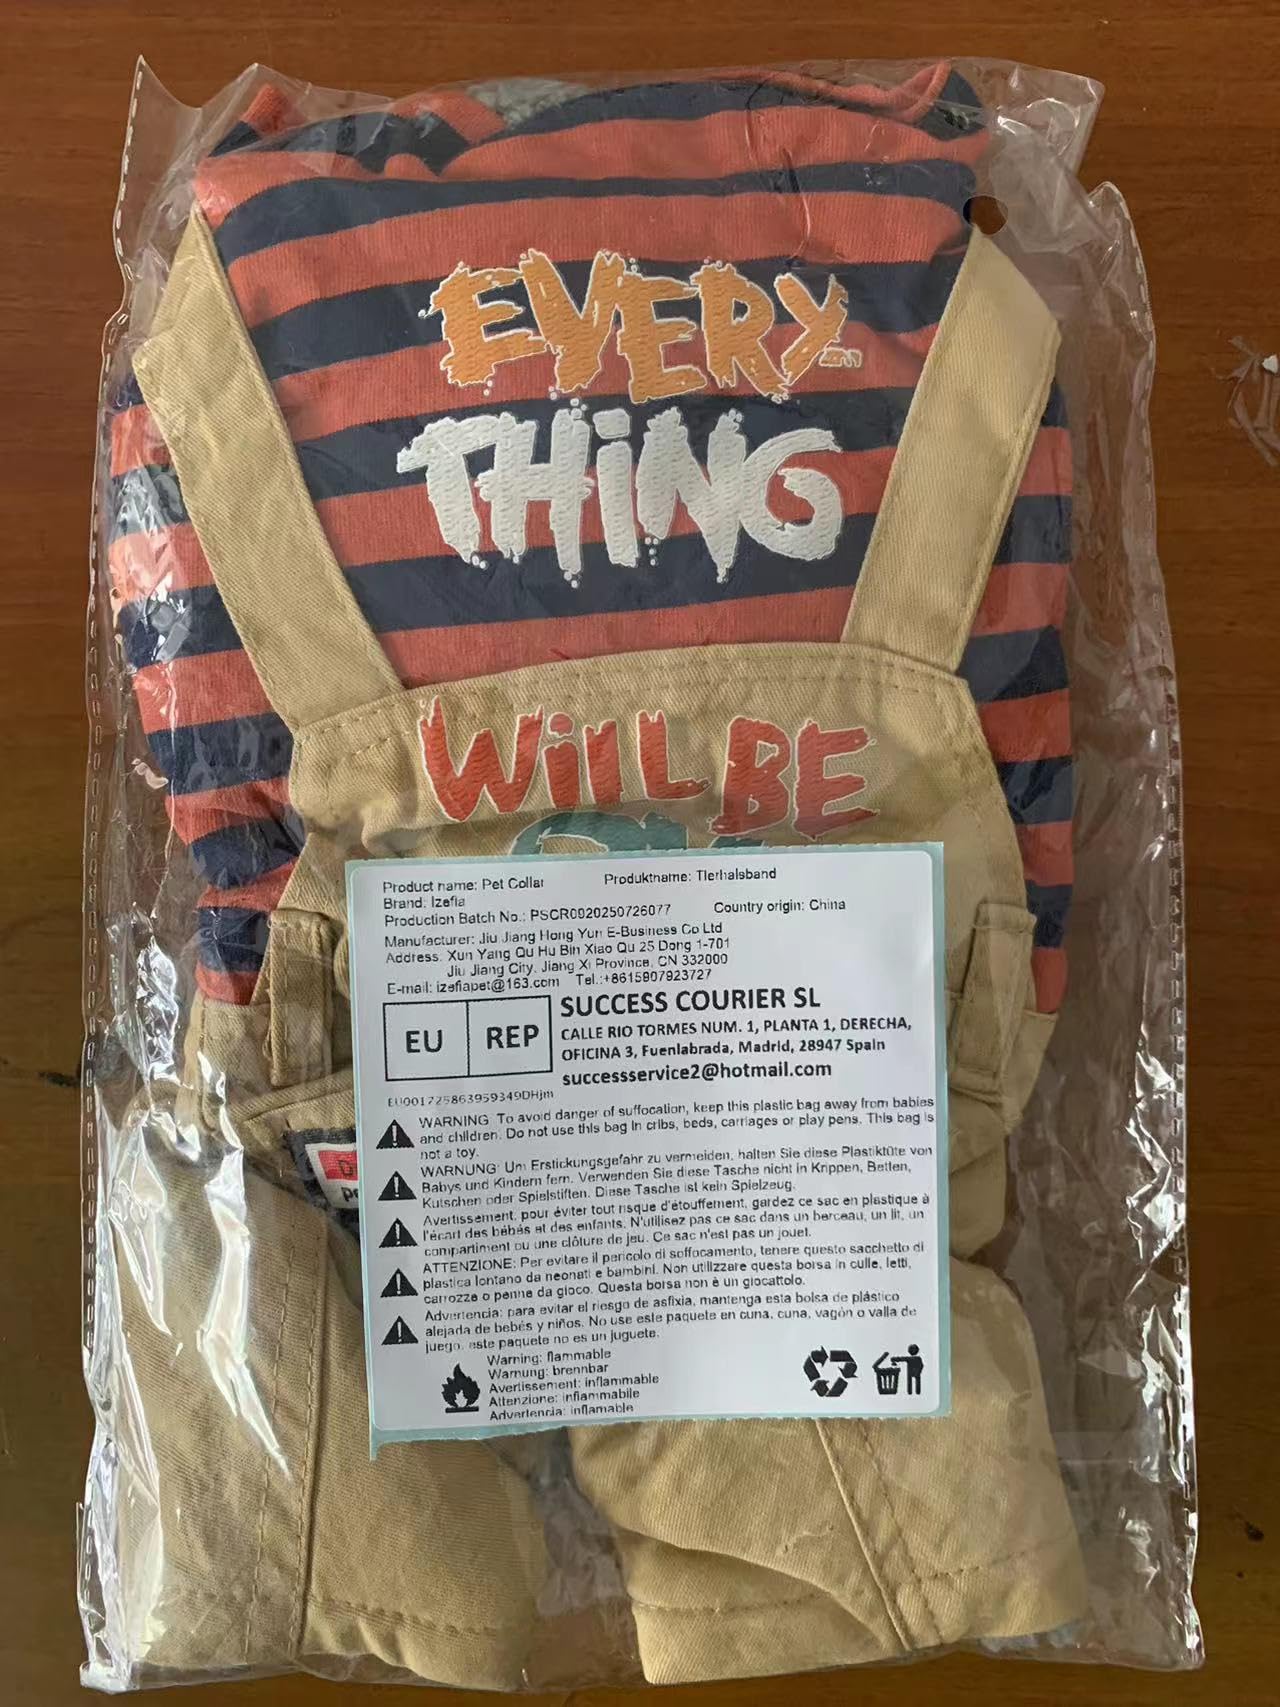 EVERY
THiNG
WiLL BE
Product name: Pet Collar Produktname: Tierhalsband
Brand: Izefia
Production Batch No.: PSCR0020250726077 Country origin: China
Manufacturer: Jiu Jiang Hong Yun E-Business Co Ltd
Address: Xun Yang Qu Hu Bin Xiao Qu 25 Dong 1-701
Jiu Jiang City, Jiang Xi Province, CN 332000
E-mail: izefiapet@163.com Tel.:+8615907923727
EU REP
SUCCESS COURIER SL
CALLE RIO TORMES NUM. 1, PLANTA 1, DERECHA,
OFICINA 3, Fuenlabrada, Madrid, 28947 Spain
successservice2@hotmail.com
EU001725863959349DHjm
WARNING To avoid danger of suffocation, keep this plastic bag away from babies
and children. Do not use this bag in cribs, beds, carriages or play pens. This bag is
not a toy.
WARNUNG: Um Erstickungsgefahr zu vermeiden, halten Sie diese Plastiktüte von
Babys und Kindern fern. Verwenden Sie diese Tasche nicht in Krippen, Betten,
Kutschen oder Spielstiften. Diese Tasche ist kein Spielzeug.
Avertissement, pour éviter tout risque d'étouffement, gardez ce sac en plastique à
l'écart des bébés et des enfants. N'utilisez pas ce sac dans un berceau, un lit, un
compartiment ou une clôture de jeu. Ce sac n'est pas un jouet.
ATTENZIONE: Per evitare il pericolo di soffocamento, tenere questo sacchetto di
plastica lontano da neonati e bambini. Non utilizzare questa borsa in culle, letti,
carrozze o penne da gioco. Questa borsa non è un giocattolo.
Advertencia: para evitar el riesgo de asfixia, mantenga esta bolsa de plástico
alejada de bebés y niños. No use este paquete en cuna, cuna, vagón o valla de
juego. este paquete no es un juguete.
Warning: flammable
Warnung: brennbar
Avertissement: inflammable
Attenzione: infiammabile
Advertencia: inflamable